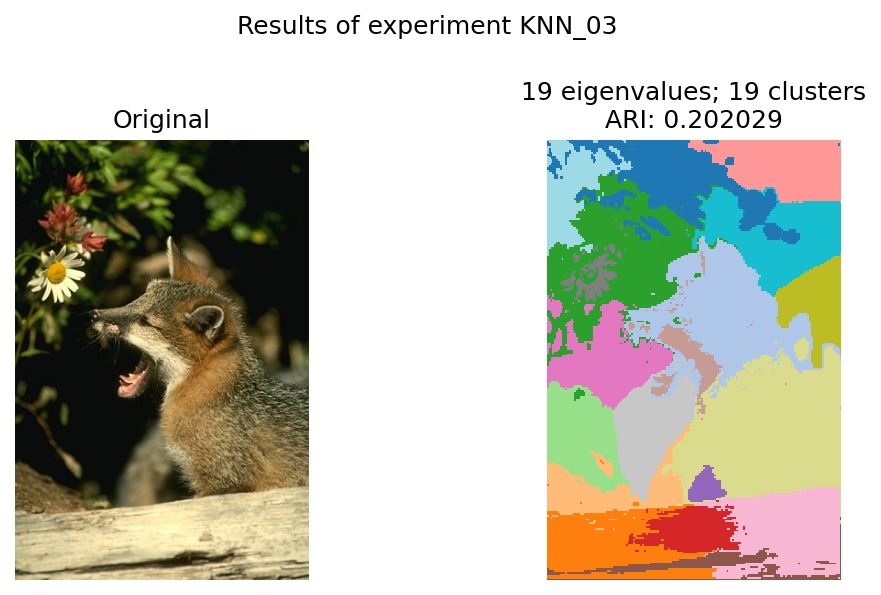 Results of experiment KNN_03
Original
19 eigenvalues; 19 clusters
ARI: 0.202029